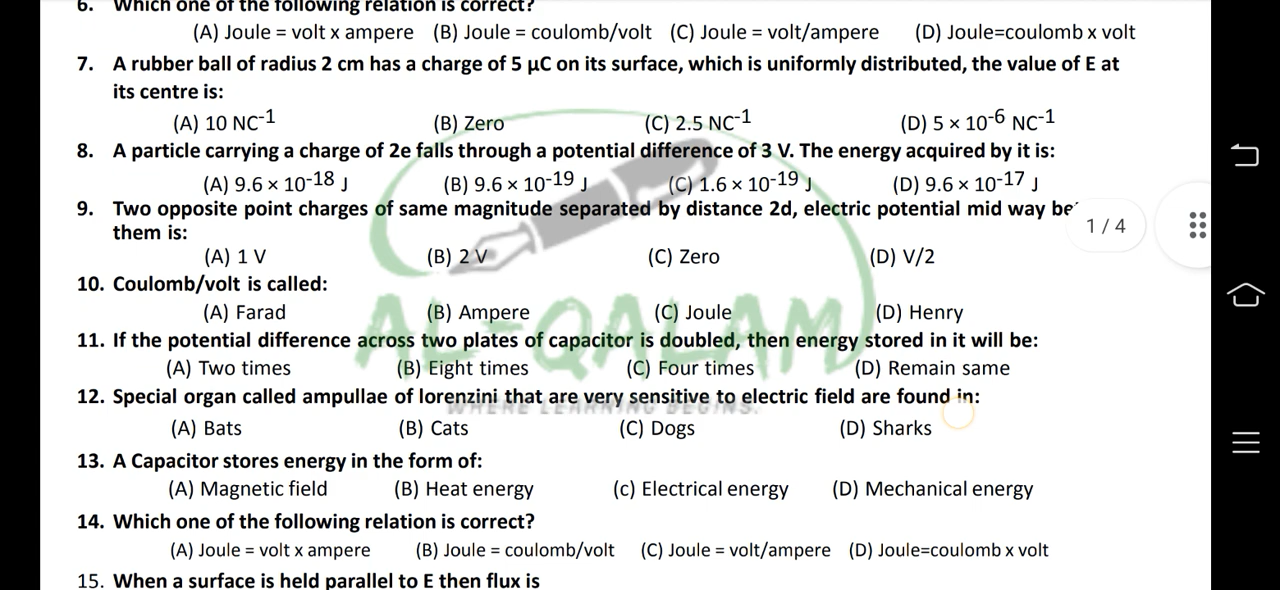 6. Which one of the following relation is correct?
(A) Joule = volt x ampere (B) Joule = coulomb/volt (C) Joule = volt/ampere (D) Joule=coulomb x volt
7. A rubber ball of radius 2 cm has a charge of 5 µC on its surface, which is uniformly distributed, the value of E at
its centre is:
(A) 10 NC⁻¹ (B) Zero (C) 2.5 NC⁻¹ (D) 5 × 10⁻⁶ NC⁻¹
8. A particle carrying a charge of 2e falls through a potential difference of 3 V. The energy acquired by it is:
(A) 9.6 × 10⁻¹⁸ J (B) 9.6 × 10⁻¹⁹ J (C) 1.6 × 10⁻¹⁹ J (D) 9.6 × 10⁻¹⁷ J
9. Two opposite point charges of same magnitude separated by distance 2d, electric potential mid way be
1 / 4
them is:
(A) 1 V (B) 2 V (C) Zero (D) V/2
10. Coulomb/volt is called:
(A) Farad (B) Ampere (C) Joule (D) Henry
AL-QALAM
11. If the potential difference across two plates of capacitor is doubled, then energy stored in it will be:
(A) Two times (B) Eight times (C) Four times (D) Remain same
12. Special organ called ampullae of lorenzini that are very sensitive to electric field are found in:
WHERE LEARNING BEGINS.
(A) Bats (B) Cats (C) Dogs (D) Sharks
13. A Capacitor stores energy in the form of:
(A) Magnetic field (B) Heat energy (c) Electrical energy (D) Mechanical energy
14. Which one of the following relation is correct?
(A) Joule = volt x ampere (B) Joule = coulomb/volt (C) Joule = volt/ampere (D) Joule=coulomb x volt
15. When a surface is held parallel to E then flux is